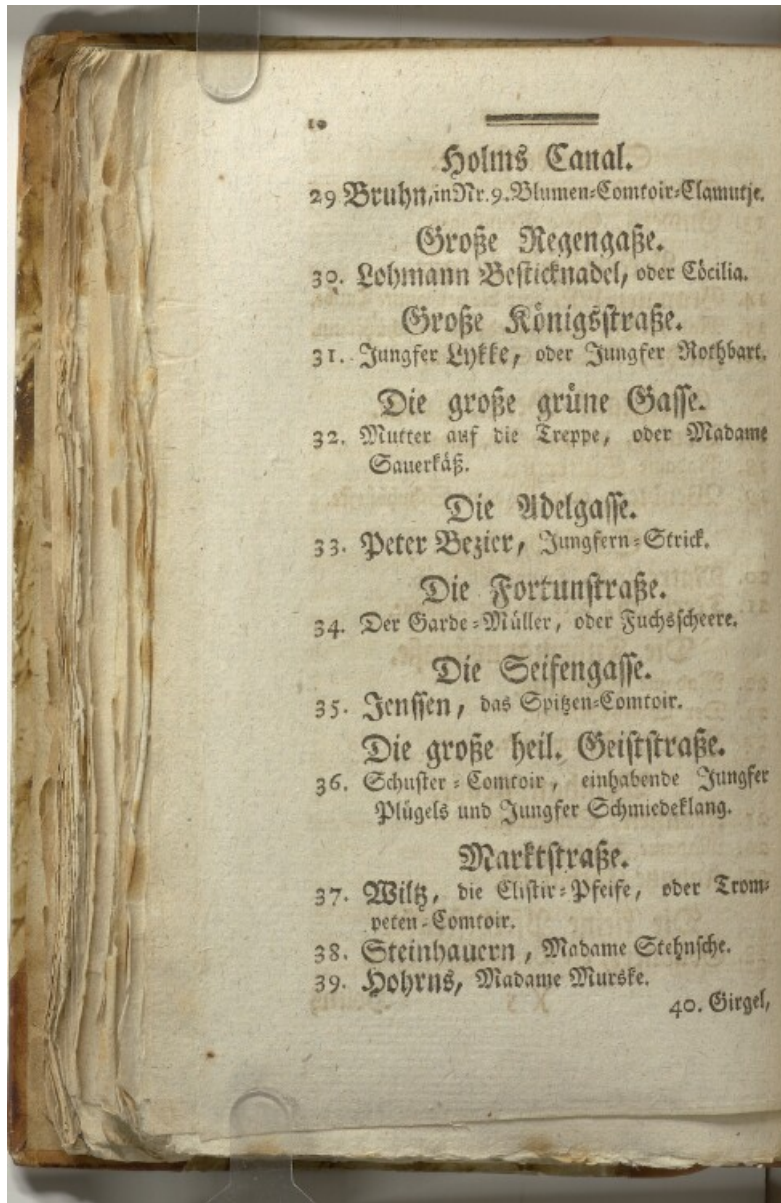 10
Holms Canal.
29 Bruhn, in Nr. 9. Blumen-Comtoir-Clamutje.
Große Regengaße.
30. Lohmann Besticknadel, oder Cöcilia.
Große Königsstraße.
31. Jungfer Lykke, oder Jungfer Rothbart.
Die große grüne Gasse.
32. Mutter auf die Treppe, oder Madame
Sauerkäß.
Die Adelgasse.
33. Peter Bezier, Jungfern-Strick.
Die Fortunstraße.
34. Der Garde-Müller, oder Fuchsscheere.
Die Seifengasse.
35. Jenssen, das Spitzen-Comtoir.
Die große heil. Geiststraße.
36. Schuster-Comtoir, einhabende Jungfer
Plügels und Jungfer Schmiedeklang.
Marktstraße.
37. Wiltz, die Clistir-Pfeife, oder Trom-
peten-Comtoir.
38. Steinhauern, Madame Stehnsche.
39. Hohrns, Madame Murske.
40. Girgel,